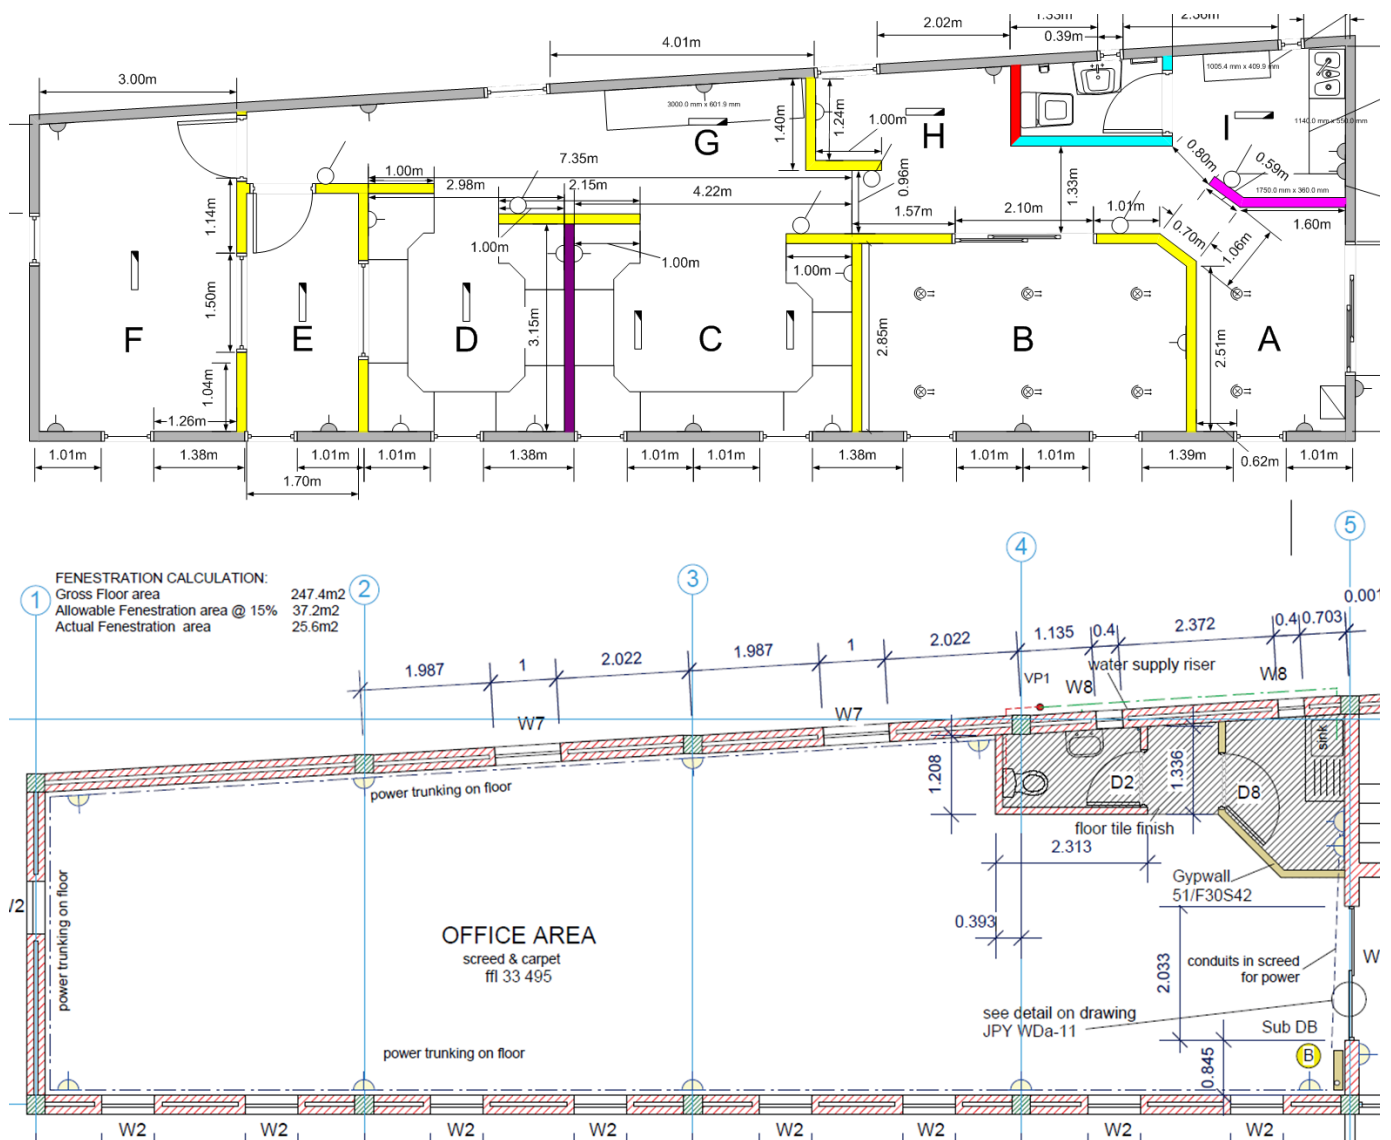 1.33m
2.36m
2.02m
0.39m
4.01m
3.00m
1005.4 mm x 409.9 mm
3000.0 mm x 601.9 mm
1140.0 mm x 550.0 mm
1.40m
1.24m
1.00m
G
H
I
7.35m
1.00m
2.98m
2.15m
4.22m
0.96m
1.33m
0.80m
0.59m
1750.0 mm x 360.0 mm
1.14m
1.57m
2.10m
1.01m
0.70m
1.06m
1.60m
1.00m
1.00m
1.00m
1.50m
3.15m
2.85m
2.51m
F
E
D
C
B
A
1.04m
1.26m
1.01m
1.38m
1.01m
1.01m
1.38m
1.01m
1.01m
1.38m
1.01m
1.01m
1.39m
0.62m
1.01m
1.70m
1
2
3
4
5
FENESTRATION CALCULATION:
Gross Floor area 247.4m2
Allowable Fenestration area @ 15% 37.2m2
Actual Fenestration area 25.6m2
0.001
1.987
1
2.022
1.987
1
2.022
1.135
0.4
2.372
0.4
0.703
water supply riser
VP1
W8
W8
W7
W7
sink
power trunking on floor
1.208
D2
1.336
D8
floor tile finish
2.313
Gypwall
51/F30S42
power trunking on floor
0.393
OFFICE AREA
screed & carpet
ffl 33 495
2.033
conduits in screed
for power
see detail on drawing
JPY WDa-11
Sub DB
B
power trunking on floor
0.845
W2
W2
W2
W2
W2
W2
W2
W2